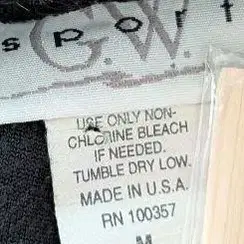 G.W.
sport
USE ONLY NON-
CHLORINE BLEACH
IF NEEDED.
TUMBLE DRY LOW.
MADE IN U.S.A.
RN 100357
M